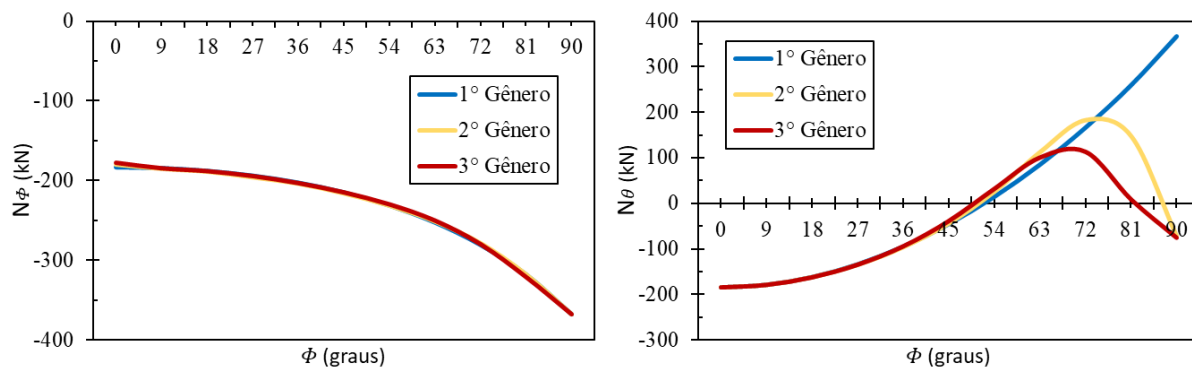 0
0 9 18 27 36 45 54 63 72 81 90
1° Gênero
2° Gênero
3° Gênero
-100
-200
-300
-400
NΦ (kN)
Φ (graus)
400
300
200
100
0
-100
-200
-300
1° Gênero
2° Gênero
3° Gênero
0 9 18 27 36 45 54 63 72 81 90
Nθ (kN)
Φ (graus)